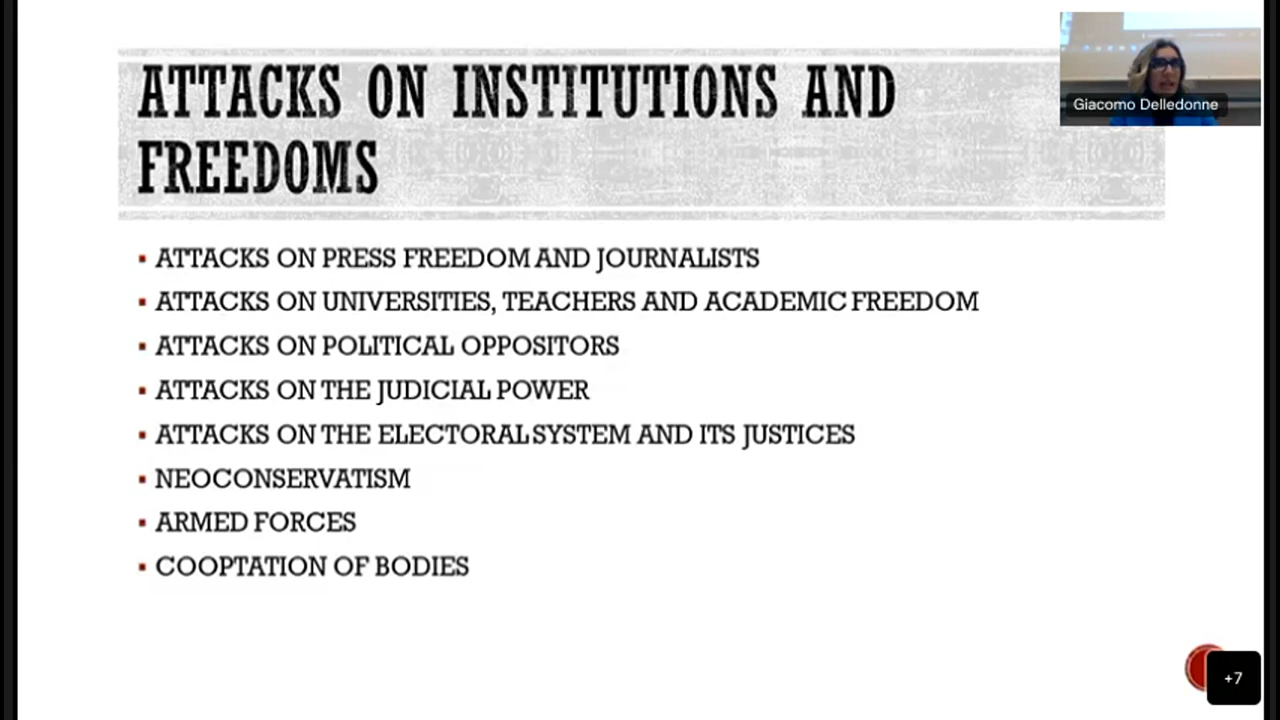 ATTACKS ON INSTITUTIONS AND
FREEDOMS
Giacomo Delledonne
▪ ATTACKS ON PRESS FREEDOM AND JOURNALISTS
▪ ATTACKS ON UNIVERSITIES, TEACHERS AND ACADEMIC FREEDOM
▪ ATTACKS ON POLITICAL OPPOSITORS
▪ ATTACKS ON THE JUDICIAL POWER
▪ ATTACKS ON THE ELECTORAL SYSTEM AND ITS JUSTICES
▪ NEOCONSERVATISM
▪ ARMED FORCES
▪ COOPTATION OF BODIES
+7